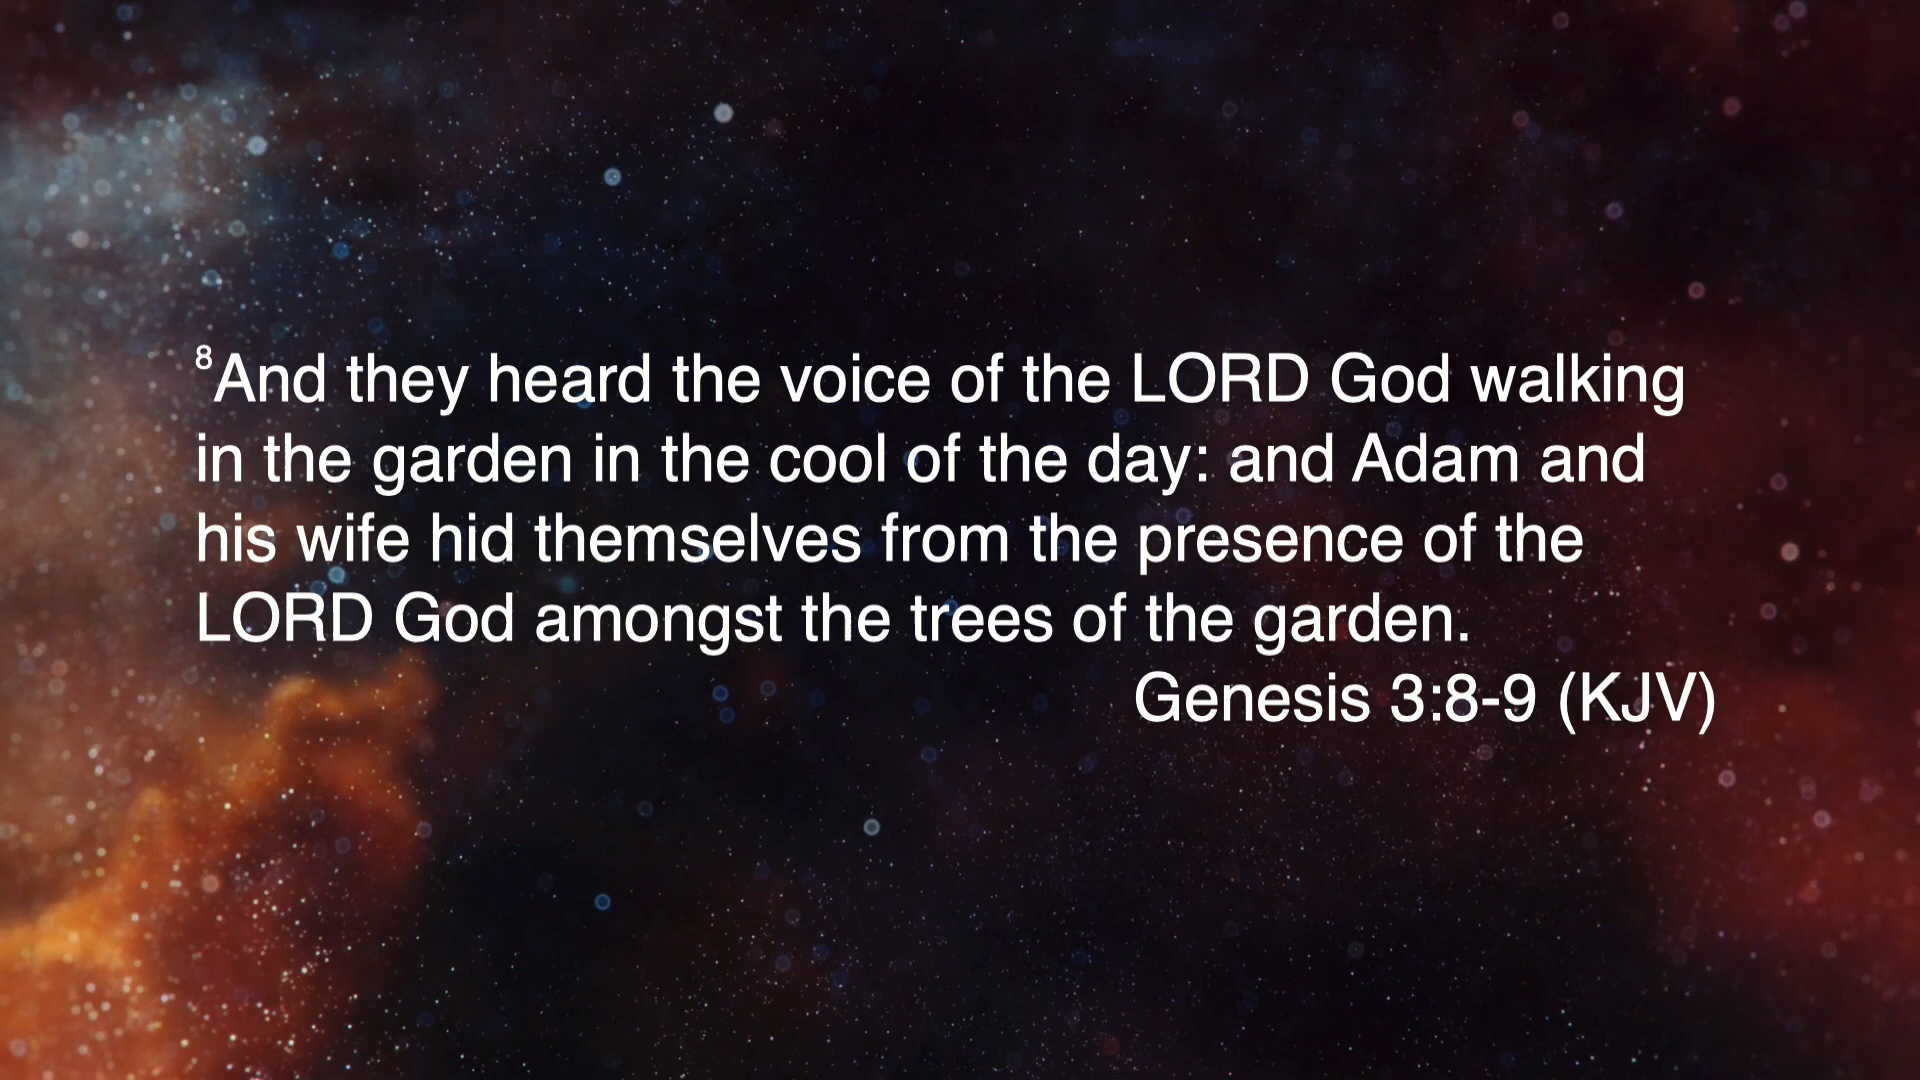 ⁸And they heard the voice of the LORD God walking
in the garden in the cool of the day: and Adam and
his wife hid themselves from the presence of the
LORD God amongst the trees of the garden.
Genesis 3:8-9 (KJV)